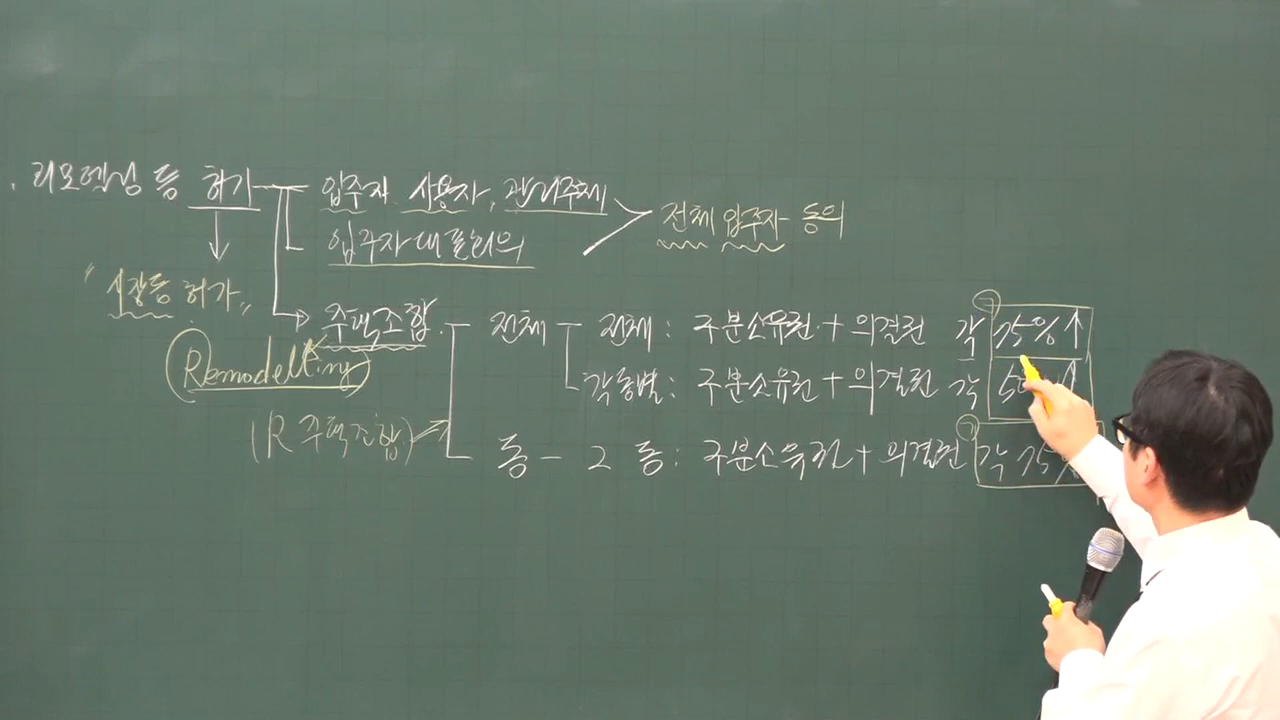 . 리모델링 등 허가 입주자, 사용자, 관리주체
입주자대표회의
전체 입주자 동의
"시장등 허가"
주택조합
Remodelling
(R 주택조합)
전체 전체 : 구분소유권 + 의결권 각 75%↑
각동별 : 구분소유권 + 의결권 각 50%↑
동 - 그 동 : 구분소유권 + 의결권 각 75%